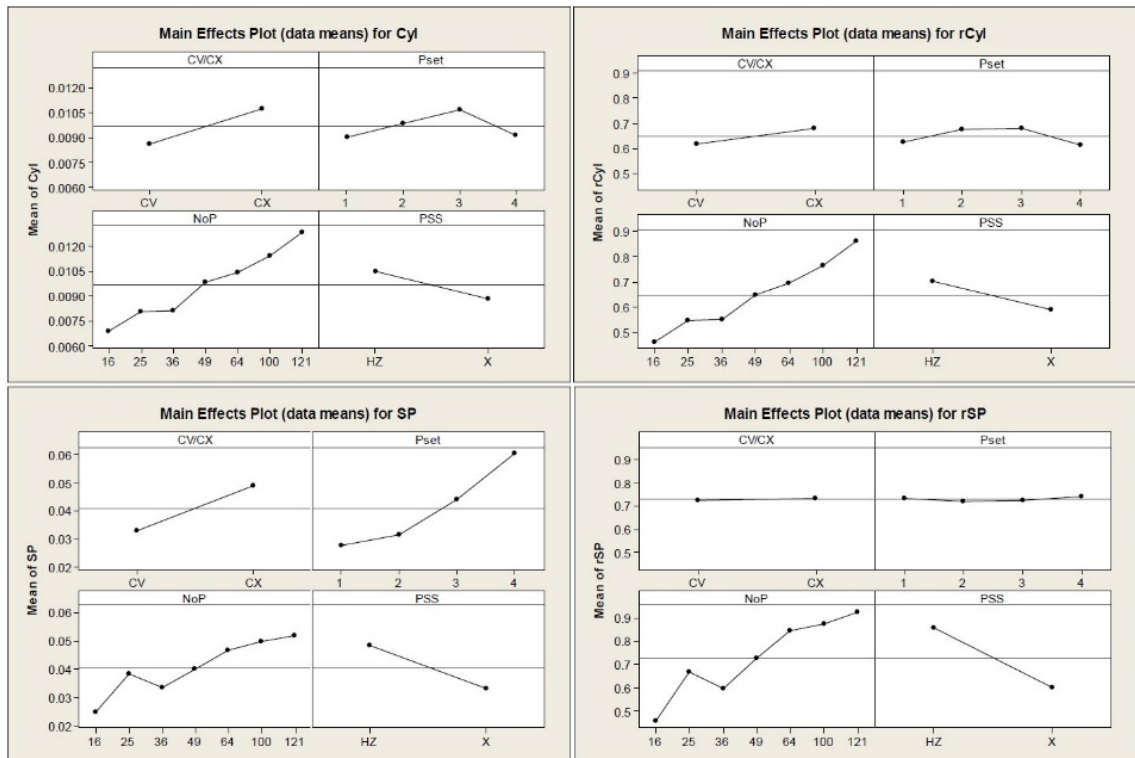 Main Effects Plot (data means) for Cyl
CV/CX Pset
0.0120
0.0105
0.0090
0.0075
0.0060
CV CX 1 2 3 4
NoP PSS
0.0120
0.0105
0.0090
0.0075
0.0060
16 25 36 49 64 100 121 HZ X
Mean of Cyl
Main Effects Plot (data means) for rCyl
CV/CX Pset
0.9
0.8
0.7
0.6
0.5
CV CX 1 2 3 4
NoP PSS
0.9
0.8
0.7
0.6
0.5
16 25 36 49 64 100 121 HZ X
Mean of rCyl
Main Effects Plot (data means) for SP
CV/CX Pset
0.06
0.05
0.04
0.03
0.02
CV CX 1 2 3 4
NoP PSS
0.06
0.05
0.04
0.03
0.02
16 25 36 49 64 100 121 HZ X
Mean of SP
Main Effects Plot (data means) for rSP
CV/CX Pset
0.9
0.8
0.7
0.6
0.5
CV CX 1 2 3 4
NoP PSS
0.9
0.8
0.7
0.6
0.5
16 25 36 49 64 100 121 HZ X
Mean of rSP